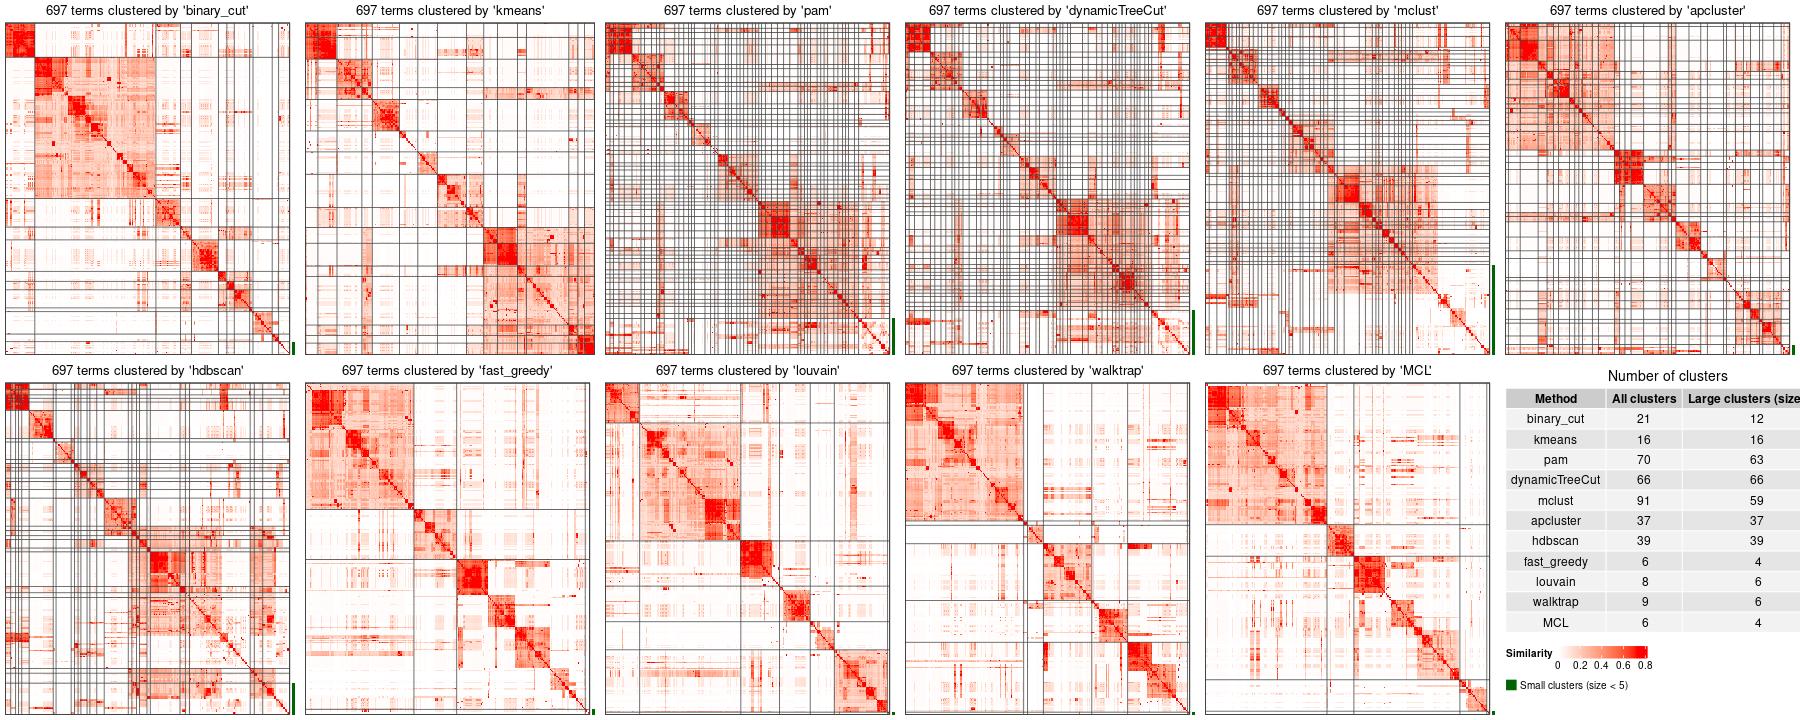 697 terms clustered by 'binary_cut'
697 terms clustered by 'kmeans'
697 terms clustered by 'pam'
697 terms clustered by 'dynamicTreeCut'
697 terms clustered by 'mclust'
697 terms clustered by 'apcluster'
697 terms clustered by 'hdbscan'
697 terms clustered by 'fast_greedy'
697 terms clustered by 'louvain'
697 terms clustered by 'walktrap'
697 terms clustered by 'MCL'
Number of clusters
Method All clusters Large clusters (size
binary_cut 21 12
kmeans 16 16
pam 70 63
dynamicTreeCut 66 66
mclust 91 59
apcluster 37 37
hdbscan 39 39
fast_greedy 6 4
louvain 8 6
walktrap 9 6
MCL 6 4
Similarity
0 0.2 0.4 0.6 0.8
Small clusters (size < 5)